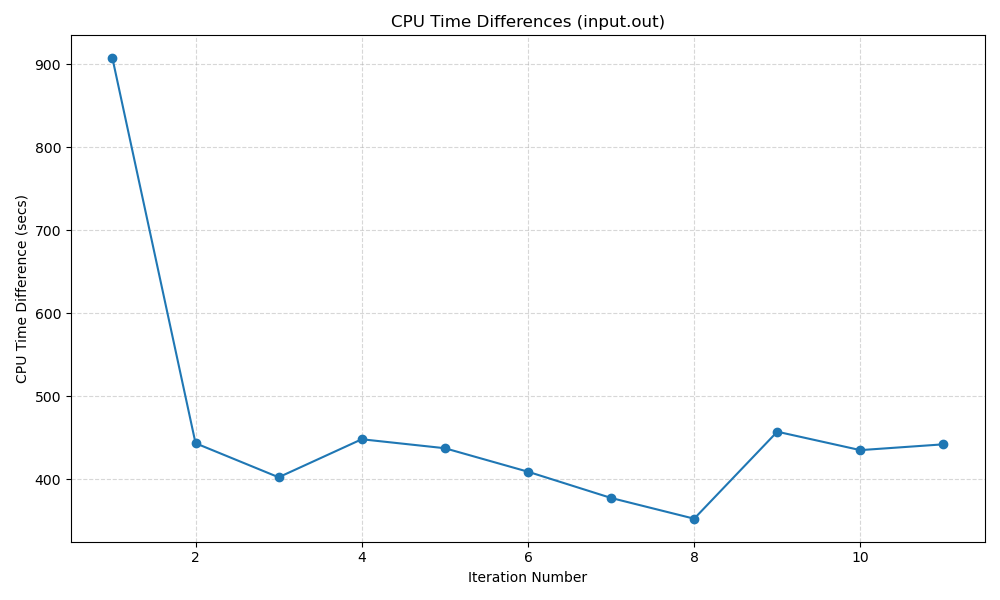 CPU Time Differences (input.out)
CPU Time Difference (secs)
900
800
700
600
500
400
2 4 6 8 10
Iteration Number